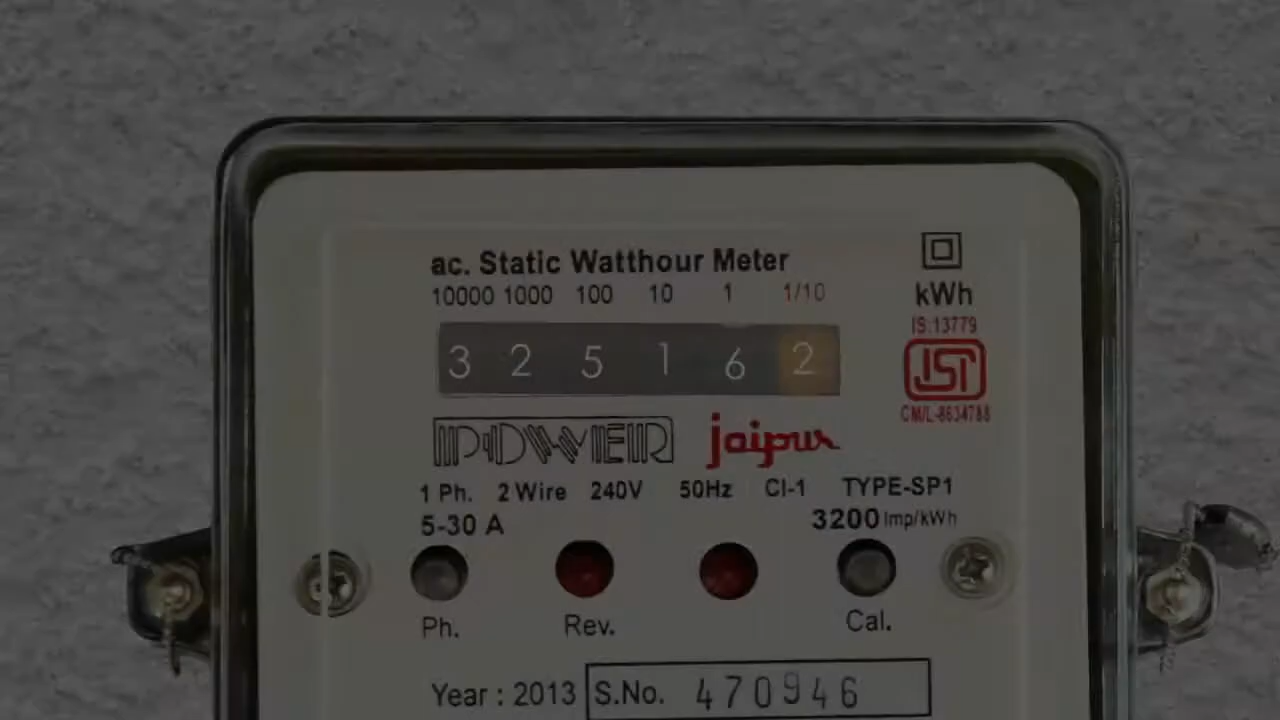 ac. Static Watthour Meter
10000 1000 100 10 1 1/10
kWh
IS:13779
3 2 5 1 6 2
ISI
CM/L-8634788
POWER jaipur
1 Ph. 2 Wire 240V 50Hz Cl-1 TYPE-SP1
5-30 A 3200 Imp/kWh
Ph. Rev. Cal.
Year : 2013 S.No. 470946